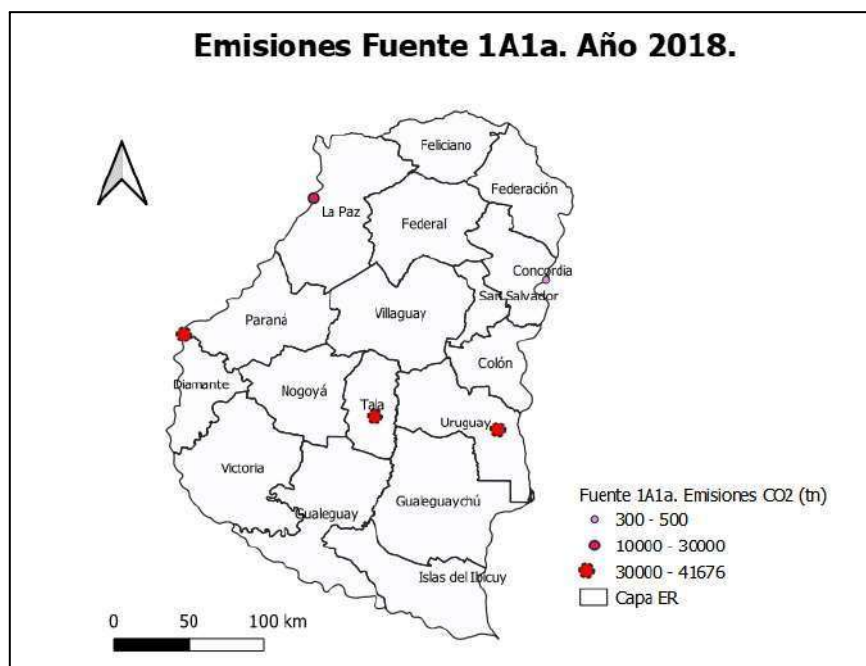 Emisiones Fuente 1A1a. Año 2018.
Feliciano
Federación
La Paz
Federal
Concordia
San Salvador
Paraná
Villaguay
Colón
Diamante
Nogoyá
Tala
Uruguay
Victoria
Gualeguay
Gualeguaychú
Islas del Ibicuy
Fuente 1A1a. Emisiones CO2 (tn)
300 - 500
10000 - 30000
30000 - 41676
Capa ER
0 50 100 km